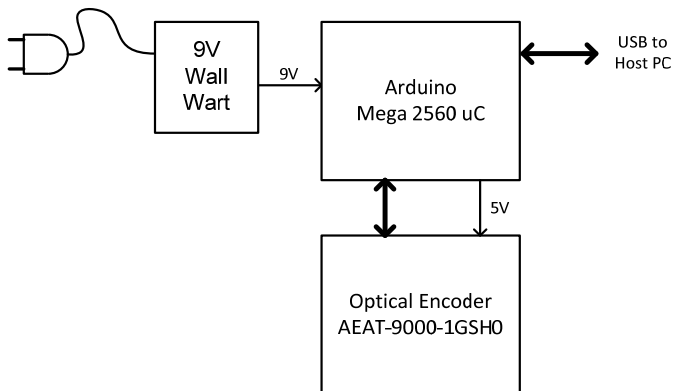 9V
Wall
Wart
9V
Arduino
Mega 2560 uC
USB to
Host PC
5V
Optical Encoder
AEAT-9000-1GSH0